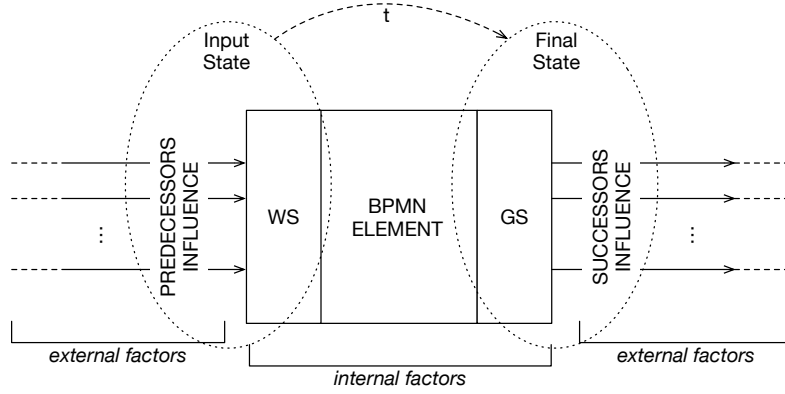 t
Input
State
Final
State
PREDECESSORS
INFLUENCE
WS
BPMN
ELEMENT
GS
SUCCESSORS
INFLUENCE
...
...
external factors
internal factors
external factors